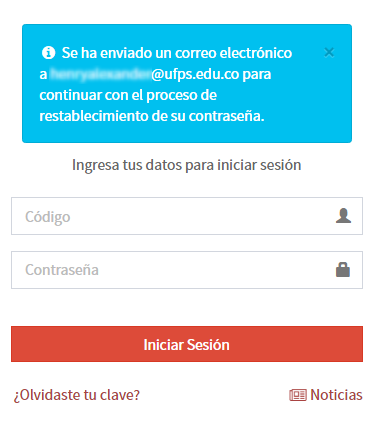 Se ha enviado un correo electrónico
a @ufps.edu.co para
continuar con el proceso de
restablecimiento de su contraseña.
Ingresa tus datos para iniciar sesión
Código
Contraseña
Iniciar Sesión
¿Olvidaste tu clave? Noticias